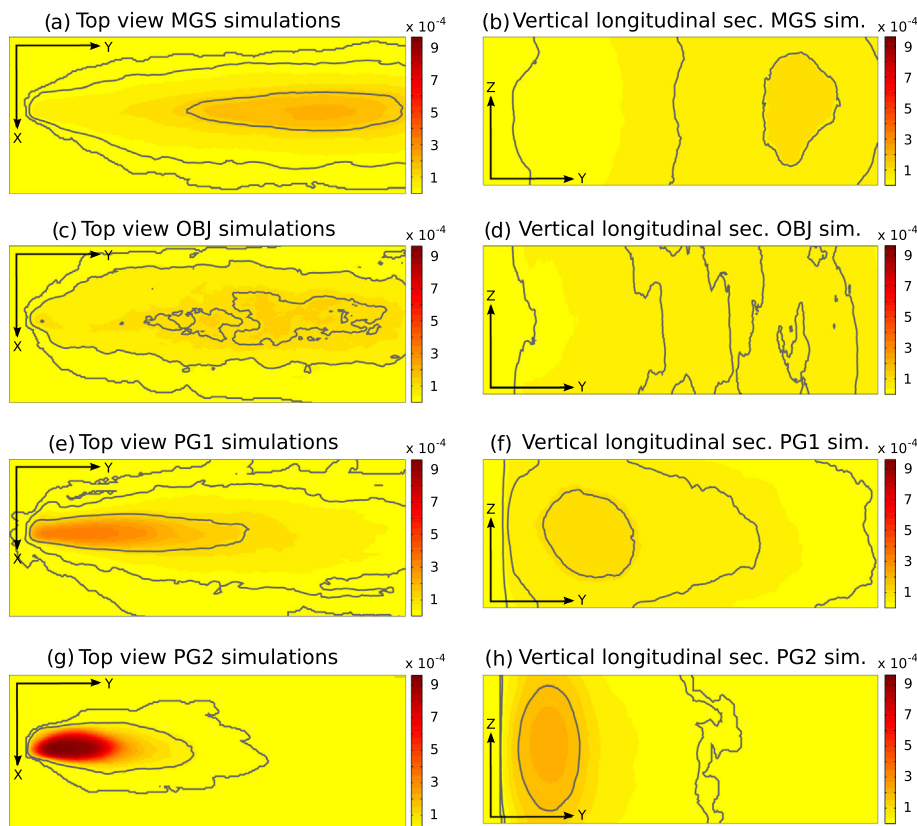 (a) Top view MGS simulations
x 10-4
Y
X
9
7
5
3
1
(b) Vertical longitudinal sec. MGS sim.
x 10-4
Z
Y
9
7
5
3
1
(c) Top view OBJ simulations
x 10-4
Y
X
9
7
5
3
1
(d) Vertical longitudinal sec. OBJ sim.
x 10-4
Z
Y
9
7
5
3
1
(e) Top view PG1 simulations
x 10-4
Y
X
9
7
5
3
1
(f) Vertical longitudinal sec. PG1 sim.
x 10-4
Z
Y
9
7
5
3
1
(g) Top view PG2 simulations
x 10-4
Y
X
9
7
5
3
1
(h) Vertical longitudinal sec. PG2 sim.
x 10-4
Z
Y
9
7
5
3
1